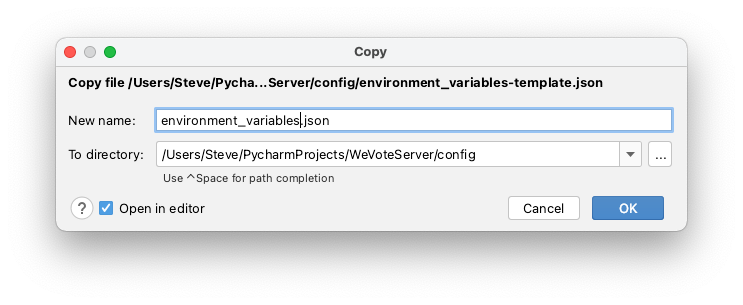 Copy
Copy file /Users/Steve/Pycha...Server/config/environment_variables-template.json
New name: environment_variables.json
To directory: /Users/Steve/PycharmProjects/WeVoteServer/config ...
Use ^Space for path completion
? Open in editor Cancel OK